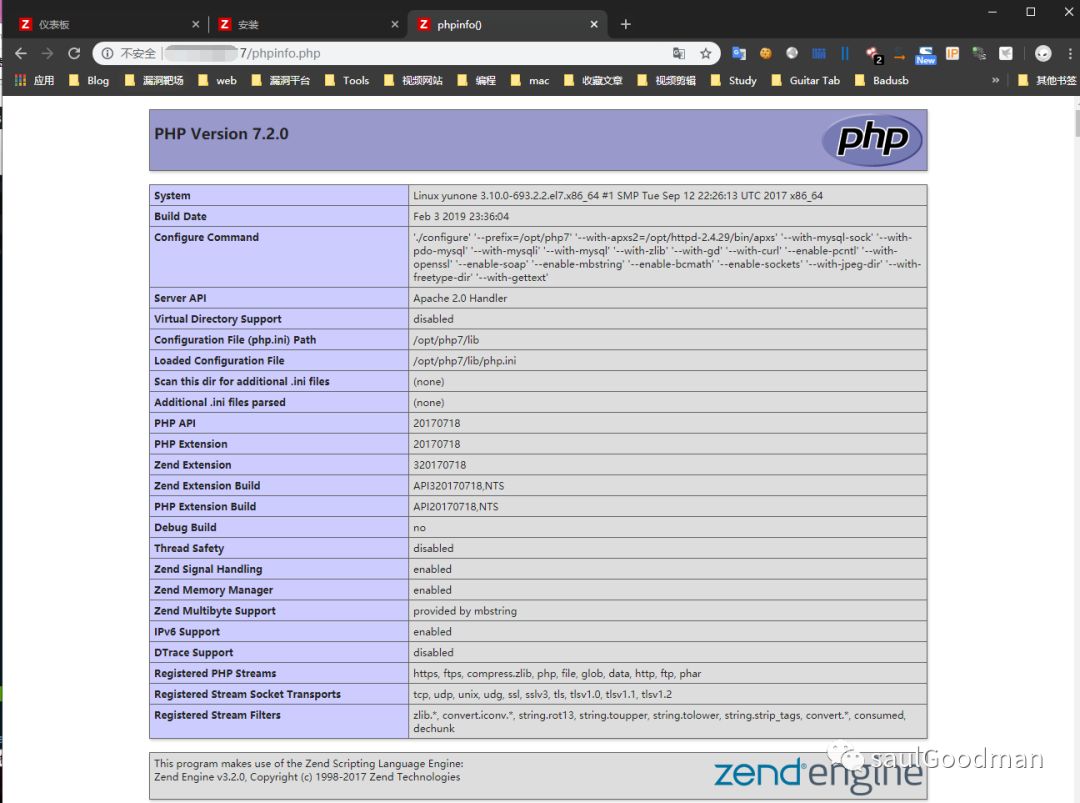 Z 仪表板
Z 安装
Z phpinfo()
不安全 7/phpinfo.php
2
New
IP
应用 Blog 漏洞靶场 web 漏洞平台 Tools 视频网站 编程 mac 收藏文章 视频剪辑 Study Guitar Tab Badusb » 其他书签
PHP Version 7.2.0
php
System Linux yunone 3.10.0-693.2.2.el7.x86_64 #1 SMP Tue Sep 12 22:26:13 UTC 2017 x86_64
Build Date Feb 3 2019 23:36:04
Configure Command './configure' '--prefix=/opt/php7' '--with-apxs2=/opt/httpd-2.4.29/bin/apxs' '--with-mysql-sock' '--with-
pdo-mysql' '--with-mysqli' '--with-mysql' '--with-zlib' '--with-gd' '--with-curl' '--enable-pcntl' '--with-
openssl' '--enable-soap' '--enable-mbstring' '--enable-bcmath' '--enable-sockets' '--with-jpeg-dir' '--with-
freetype-dir' '--with-gettext'
Server API Apache 2.0 Handler
Virtual Directory Support disabled
Configuration File (php.ini) Path /opt/php7/lib
Loaded Configuration File /opt/php7/lib/php.ini
Scan this dir for additional .ini files (none)
Additional .ini files parsed (none)
PHP API 20170718
PHP Extension 20170718
Zend Extension 320170718
Zend Extension Build API320170718,NTS
PHP Extension Build API20170718,NTS
Debug Build no
Thread Safety disabled
Zend Signal Handling enabled
Zend Memory Manager enabled
Zend Multibyte Support provided by mbstring
IPv6 Support enabled
DTrace Support disabled
Registered PHP Streams https, ftps, compress.zlib, php, file, glob, data, http, ftp, phar
Registered Stream Socket Transports tcp, udp, unix, udg, ssl, sslv3, tls, tlsv1.0, tlsv1.1, tlsv1.2
Registered Stream Filters zlib.*, convert.iconv.*, string.rot13, string.toupper, string.tolower, string.strip_tags, convert.*, consumed,
dechunk
This program makes use of the Zend Scripting Language Engine:
Zend Engine v3.2.0, Copyright (c) 1998-2017 Zend Technologies
zend engine
saulGoodman